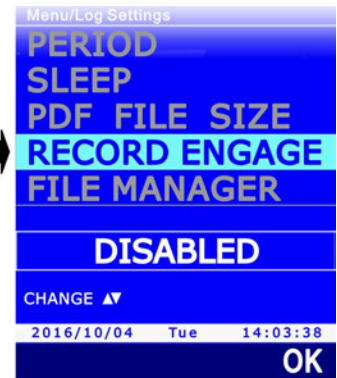 Menu/Log Settings
PERIOD
SLEEP
PDF FILE SIZE
RECORD ENGAGE
FILE MANAGER
DISABLED
CHANGE ▲▼
2016/10/04 Tue 14:03:38
OK